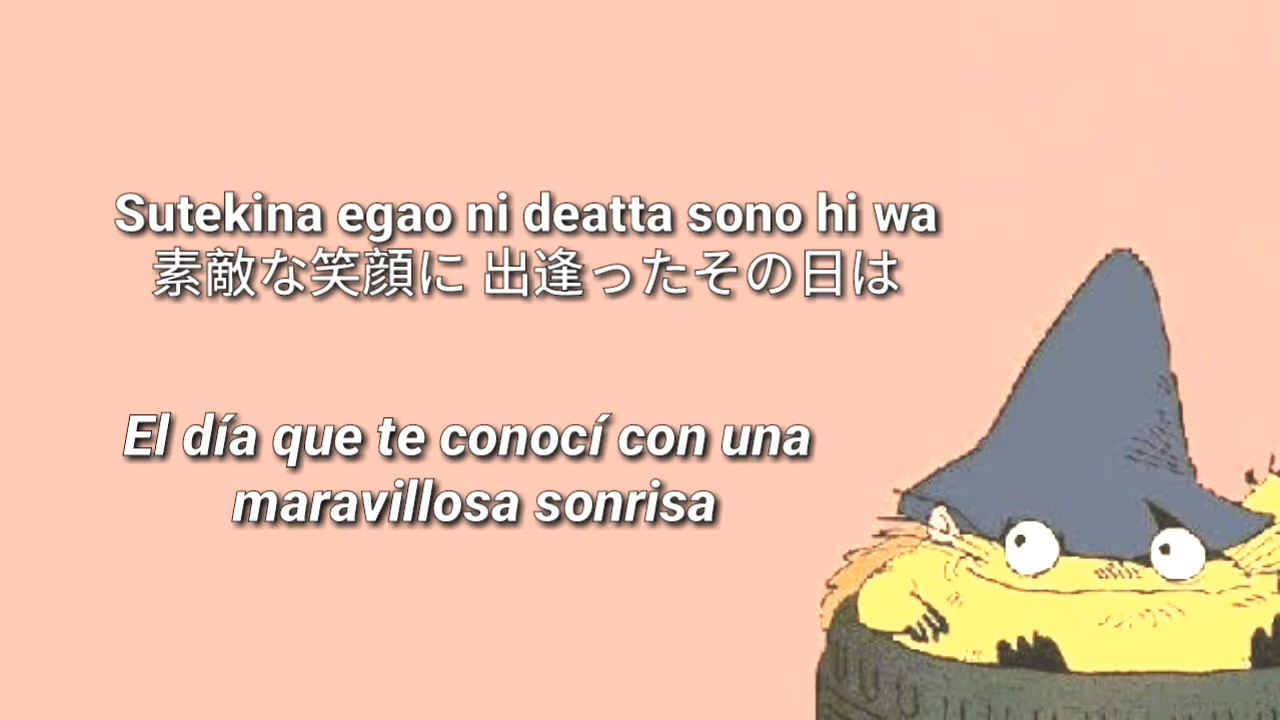 Sutekina egao ni deatta sono hi wa
素敵な笑顔に 出逢ったその日は
El día que te conocí con una
maravillosa sonrisa